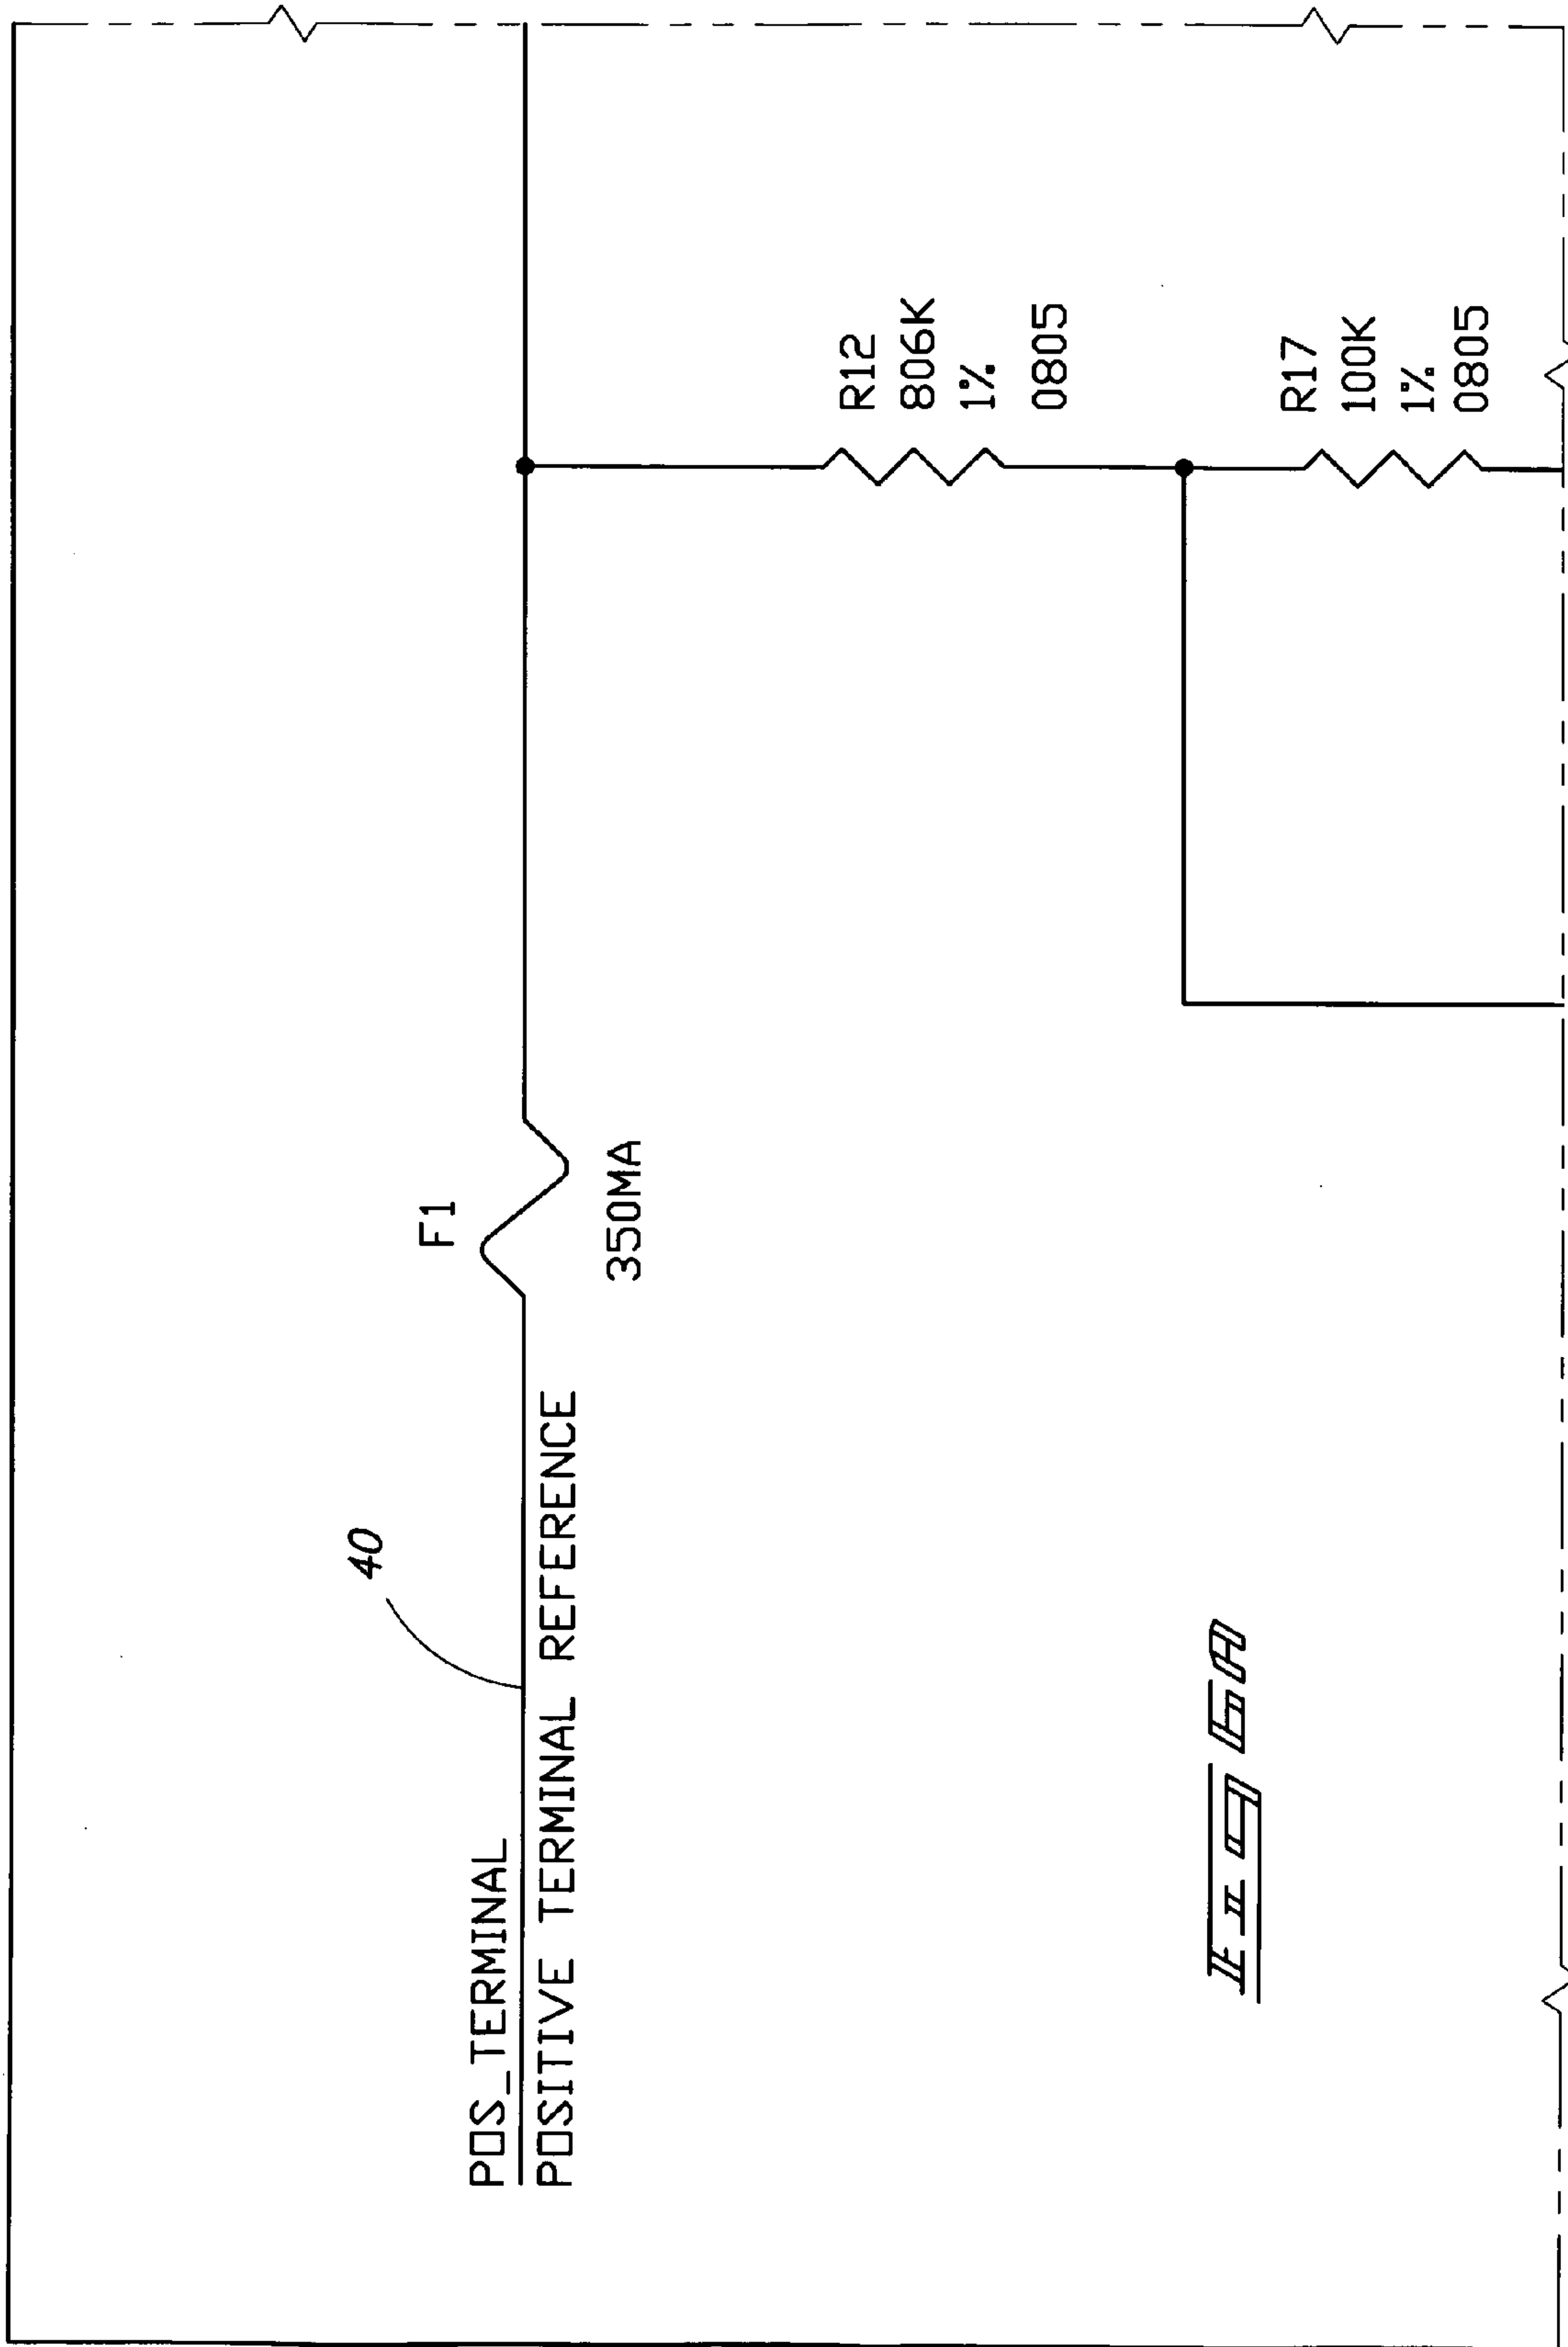 40
F1
POS_TERMINAL
POSITIVE TERMINAL REFERENCE
350MA
R12
806K
1%
0805
R17
100K
1%
0805
Fig 6A